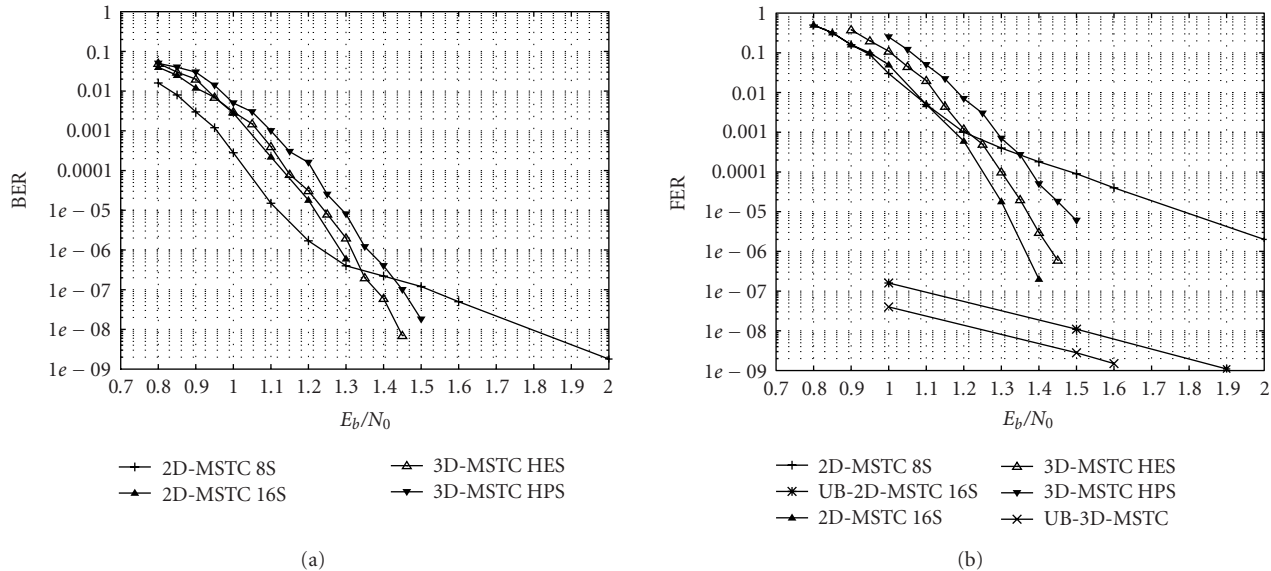 1
0.1
0.01
0.001
0.0001
1e − 05
1e − 06
1e − 07
1e − 08
1e − 09
BER
0.7 0.8 0.9 1 1.1 1.2 1.3 1.4 1.5 1.6 1.7 1.8 1.9 2
E_b/N_0
2D-MSTC 8S
2D-MSTC 16S
3D-MSTC HES
3D-MSTC HPS
(a)
1
0.1
0.01
0.001
0.0001
1e − 05
1e − 06
1e − 07
1e − 08
1e − 09
FER
0.7 0.8 0.9 1 1.1 1.2 1.3 1.4 1.5 1.6 1.7 1.8 1.9 2
E_b/N_0
2D-MSTC 8S
UB-2D-MSTC 16S
2D-MSTC 16S
3D-MSTC HES
3D-MSTC HPS
UB-3D-MSTC
(b)